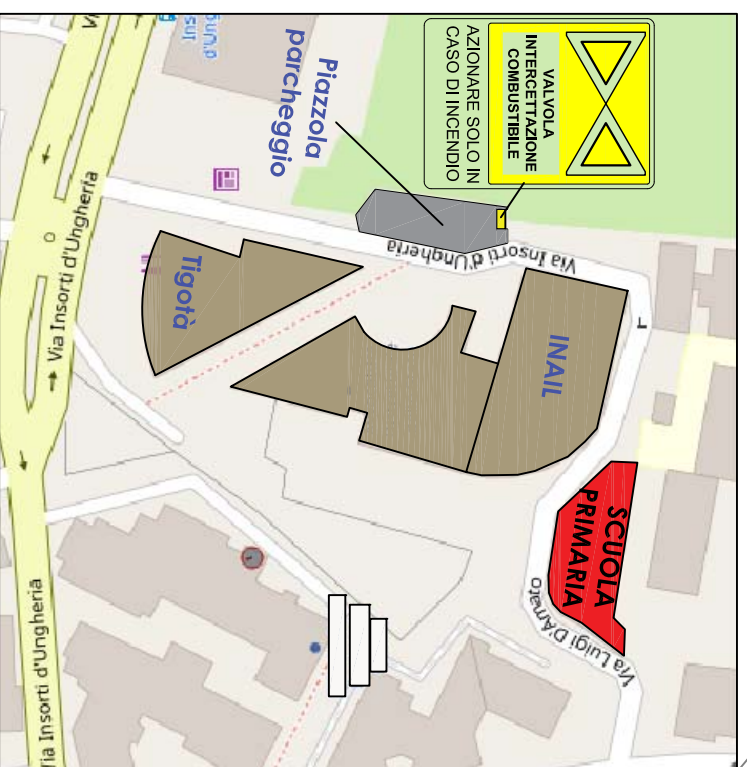 VALVOLA
INTERCETTAZIONE
COMBUSTIBILE
AZIONARE SOLO IN
CASO DI INCENDIO
Piazzola
parcheggio
Via Insorti d'Ungheria
Via Insorti d'Ungheria
Tigotà
INAIL
SCUOLA
PRIMARIA
Via Luigi D'Amato
Via Insorti d'Ungheria